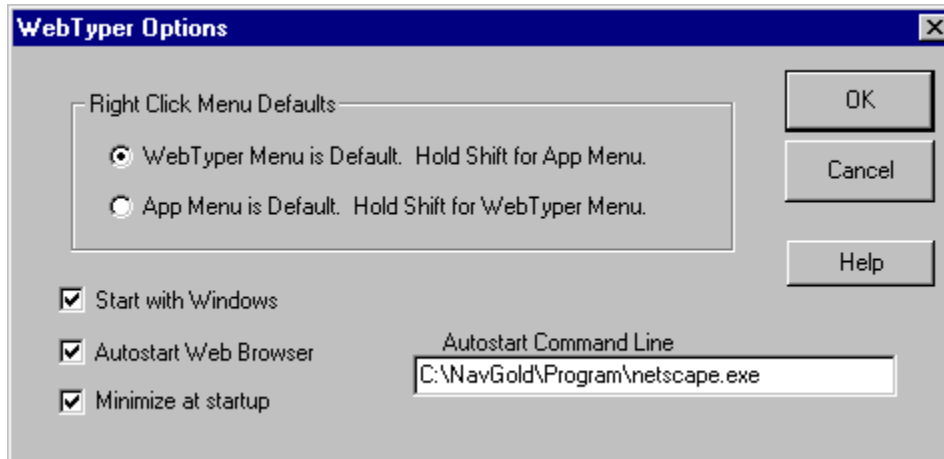 WebTyper Options
Right Click Menu Defaults
WebTyper Menu is Default.  Hold Shift for App Menu.
App Menu is Default.  Hold Shift for WebTyper Menu.
OK
Cancel
Help
Start with Windows
Autostart Web Browser
Minimize at startup
Autostart Command Line
C:\NavGold\Program\netscape.exe